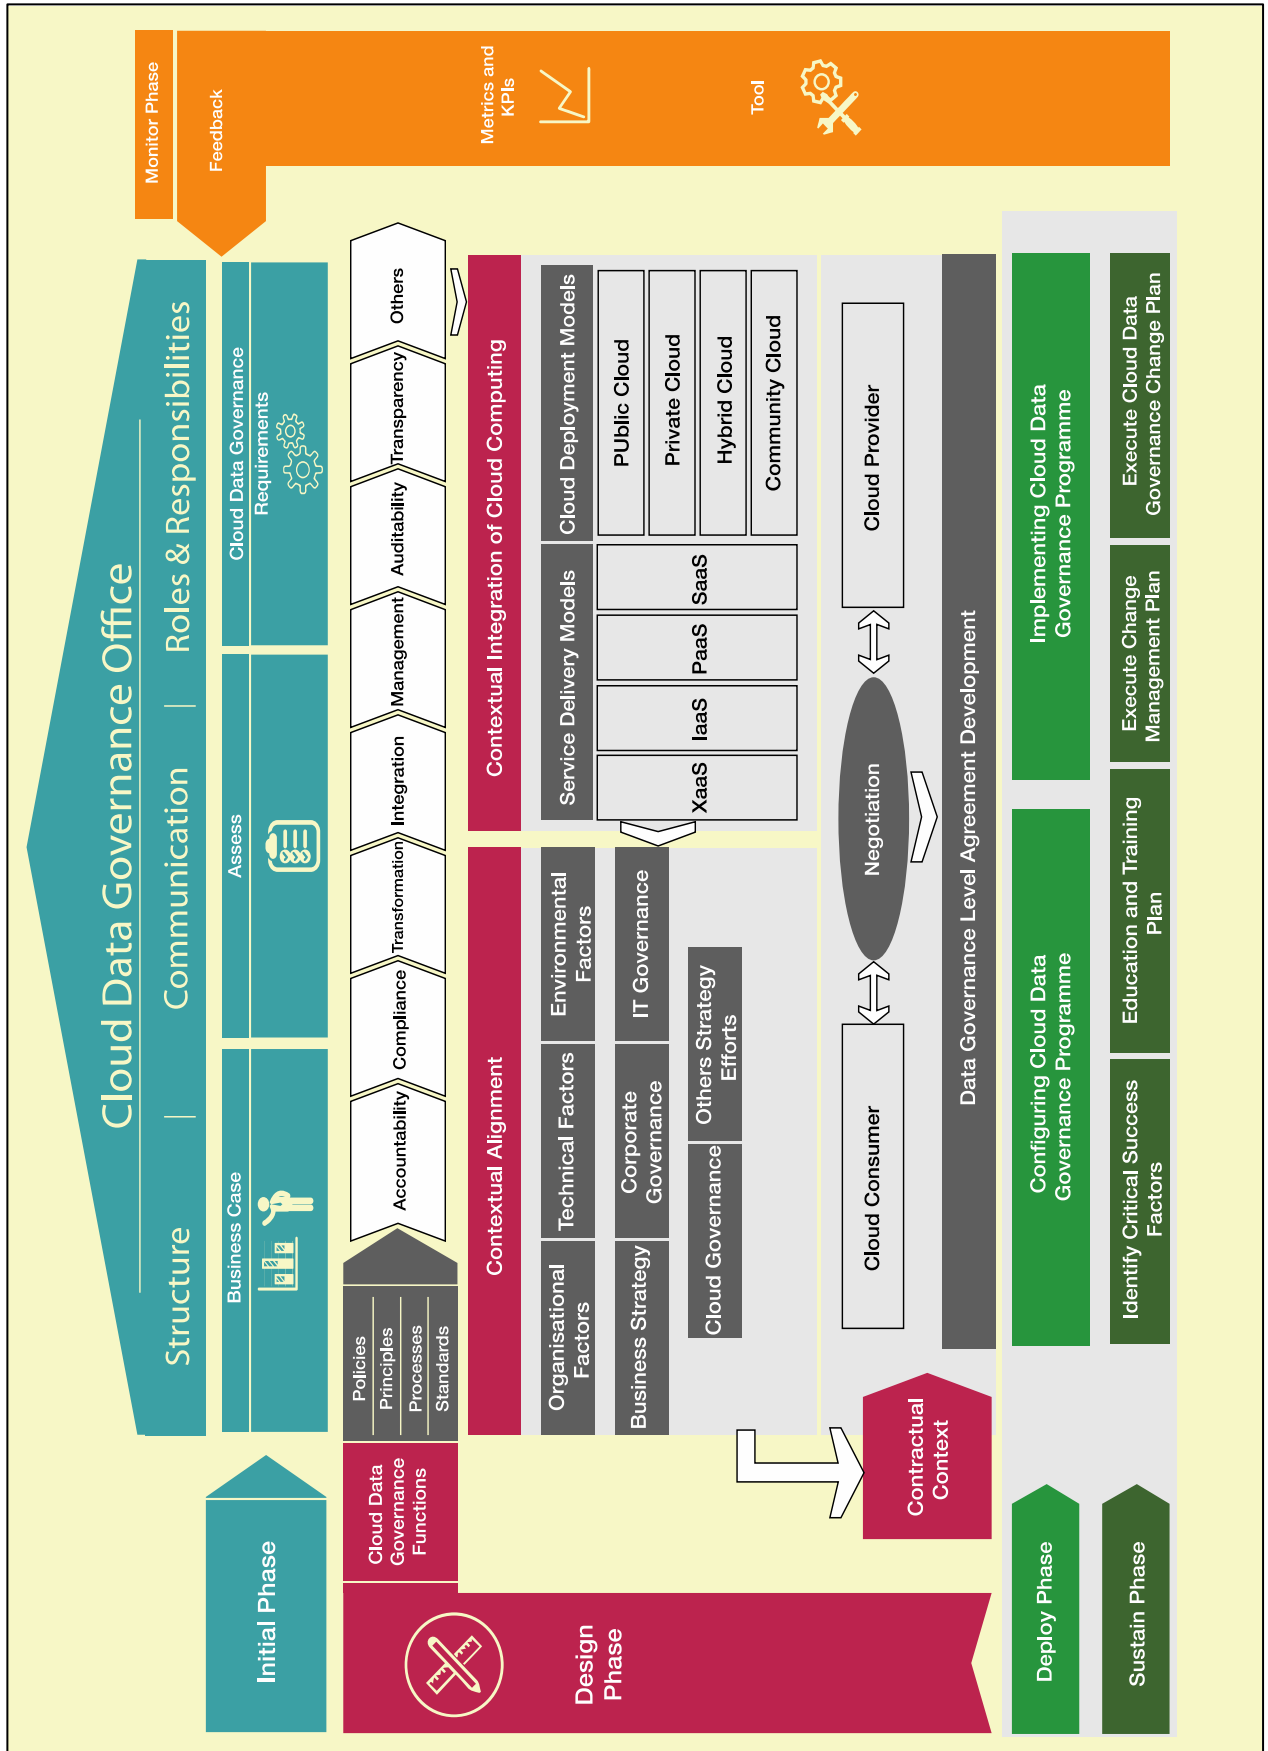 Cloud Data Governance Office
Structure
Communication
Roles & Responsibilities
Monitor Phase
Feedback
Metrics and
KPIs
Tool
Initial Phase
Business Case
Assess
Cloud Data Governance
Requirements
Design
Phase
Cloud Data
Governance
Functions
Policies
Principles
Processes
Standards
Accountability
Compliance
Transformation
Integration
Management
Auditability
Transparency
Others
Contextual Alignment
Organisational
Factors
Technical Factors
Environmental
Factors
Business Strategy
Corporate
Governance
IT Governance
Cloud Governance
Others Strategy
Efforts
Contextual Integration of Cloud Computing
Service Delivery Models
XaaS
IaaS
PaaS
SaaS
Cloud Deployment Models
PUblic Cloud
Private Cloud
Hybrid Cloud
Community Cloud
Contractual
Context
Cloud Consumer
Negotiation
Cloud Provider
Data Governance Level Agreement Development
Deploy Phase
Configuring Cloud Data
Governance Programme
Implementing Cloud Data
Governance Programme
Sustain Phase
Identify Critical Success
Factors
Education and Training
Plan
Execute Change
Management Plan
Execute Cloud Data
Governance Change Plan